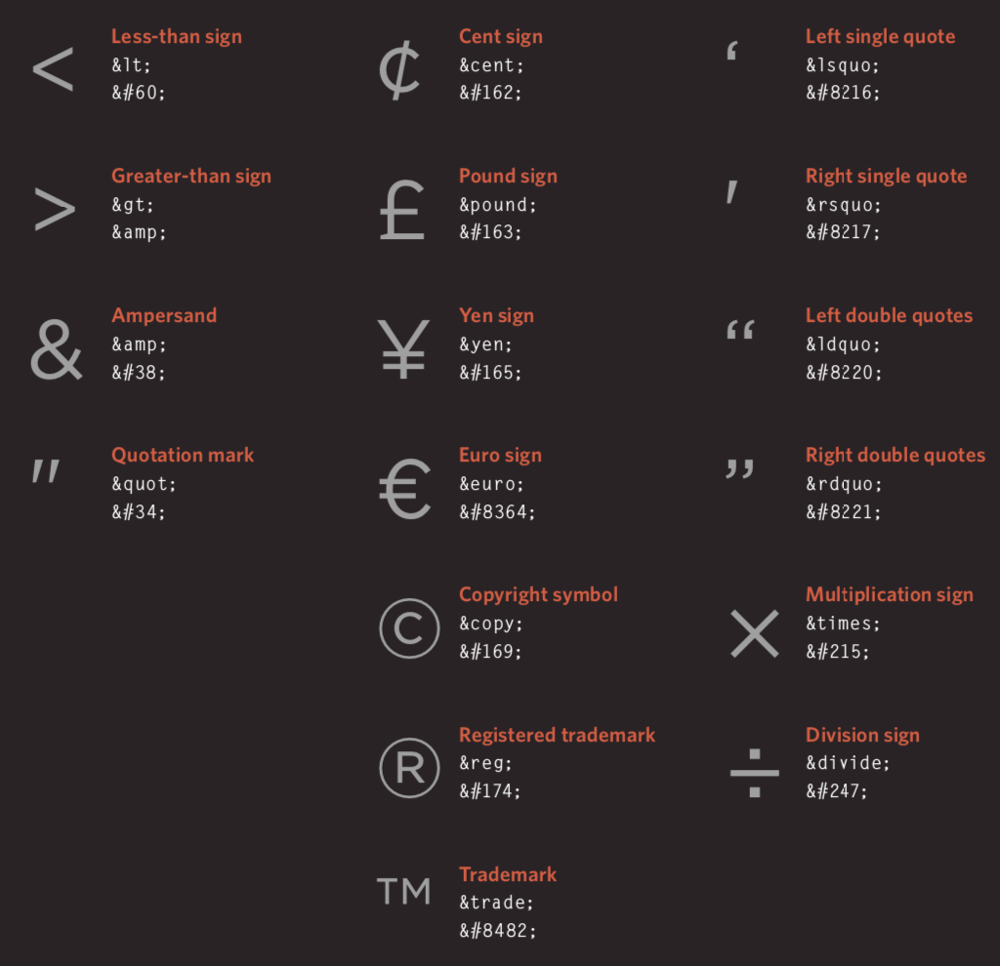 <
Less-than sign
&lt;
&#60;
>
Greater-than sign
&gt;
&amp;
&
Ampersand
&amp;
&#38;
"
Quotation mark
&quot;
&#34;
¢
Cent sign
&cent;
&#162;
£
Pound sign
&pound;
&#163;
¥
Yen sign
&yen;
&#165;
€
Euro sign
&euro;
&#8364;
©
Copyright symbol
&copy;
&#169;
®
Registered trademark
&reg;
&#174;
™
Trademark
&trade;
&#8482;
‘
Left single quote
&lsquo;
&#8216;
'
Right single quote
&rsquo;
&#8217;
“
Left double quotes
&ldquo;
&#8220;
”
Right double quotes
&rdquo;
&#8221;
×
Multiplication sign
&times;
&#215;
÷
Division sign
&divide;
&#247;